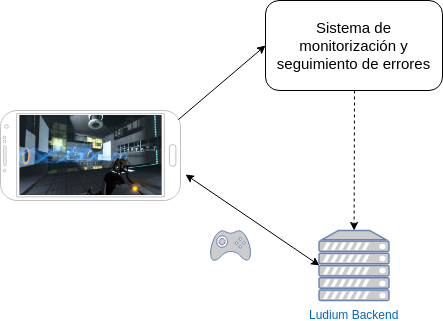 Sistema de
monitorización y
seguimiento de errores
Ludium Backend